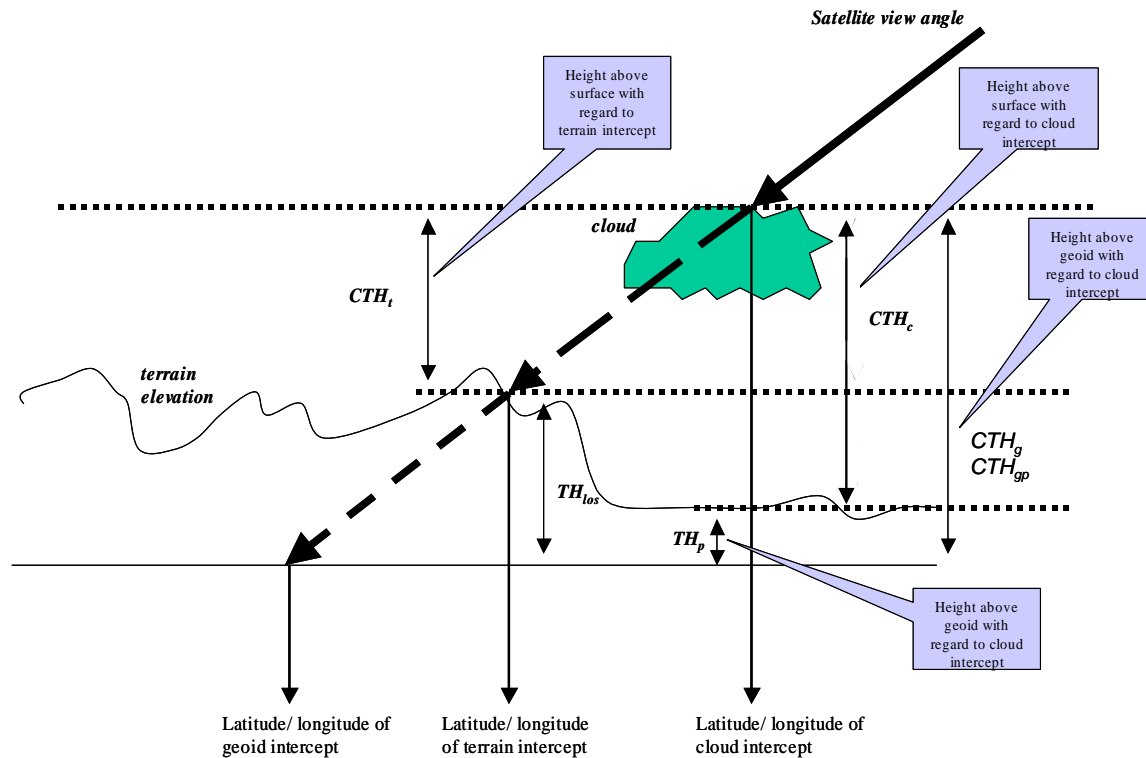 Satellite view angle
Height above
surface with
regard to
terrain intercept
Height above
surface with
regard to cloud
intercept
cloud
Height above
geoid with
regard to cloud
intercept
CTHt
CTHc
terrain
elevation
CTHg
CTHgp
THlos
THp
Height above
geoid with
regard to cloud
intercept
Latitude/ longitude of
geoid intercept
Latitude/ longitude
of terrain intercept
Latitude/ longitude of
cloud intercept